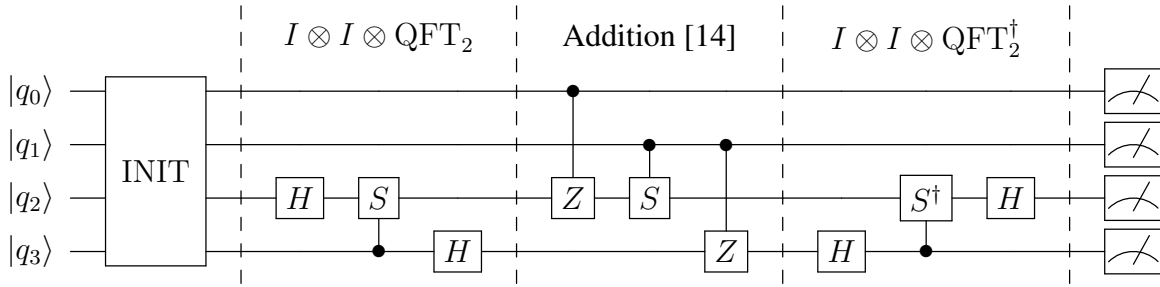 I ⊗ I ⊗ QFT₂ Addition [14] I ⊗ I ⊗ QFT₂†
|q₀⟩
|q₁⟩
INIT
Z S
|q₂⟩ H S S† H
|q₃⟩ H Z H